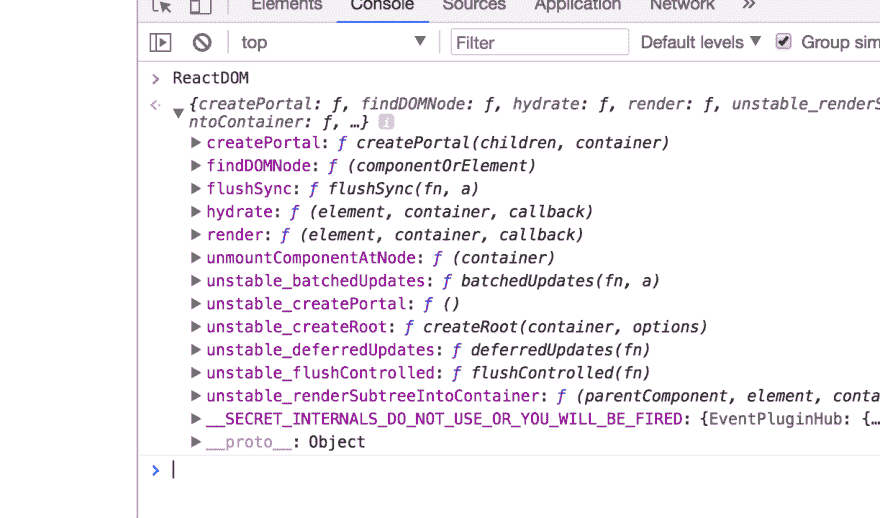 Elements Console Sources Application Network »
top ▼ Filter Default levels ▼ Group sim
> ReactDOM
{createPortal: ƒ, findDOMNode: ƒ, hydrate: ƒ, render: ƒ, unstable_renderS
ntoContainer: ƒ, …} i
createPortal: ƒ createPortal(children, container)
findDOMNode: ƒ (componentOrElement)
flushSync: ƒ flushSync(fn, a)
hydrate: ƒ (element, container, callback)
render: ƒ (element, container, callback)
unmountComponentAtNode: ƒ (container)
unstable_batchedUpdates: ƒ batchedUpdates(fn, a)
unstable_createPortal: ƒ ()
unstable_createRoot: ƒ createRoot(container, options)
unstable_deferredUpdates: ƒ deferredUpdates(fn)
unstable_flushControlled: ƒ flushControlled(fn)
unstable_renderSubtreeIntoContainer: ƒ (parentComponent, element, conta
__SECRET_INTERNALS_DO_NOT_USE_OR_YOU_WILL_BE_FIRED: {EventPluginHub: {…
__proto__: Object
>